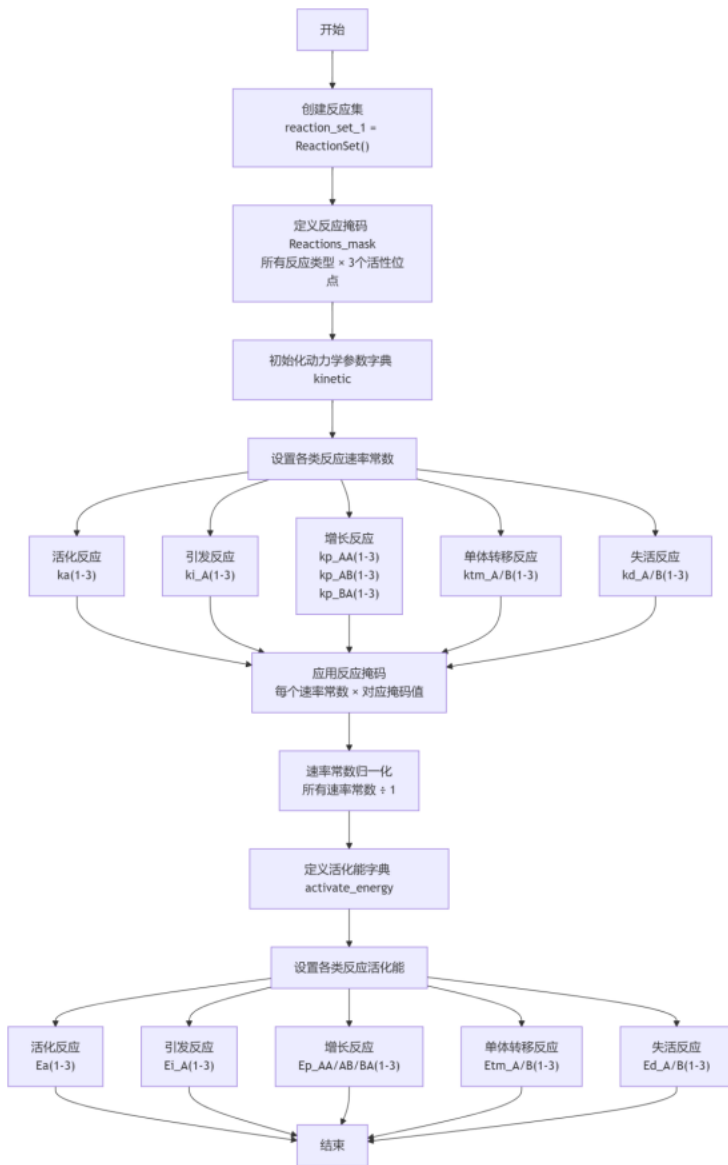 开始
创建反应集
reaction_set_1 =
ReactionSet()
定义反应掩码
Reactions_mask
所有反应类型 × 3个活性位
点
初始化动力学参数字典
kinetic
设置各类反应速率常数
活化反应
ka(1-3)
引发反应
ki_A(1-3)
增长反应
kp_AA(1-3)
kp_AB(1-3)
kp_BA(1-3)
单体转移反应
ktm_A/B(1-3)
失活反应
kd_A/B(1-3)
应用反应掩码
每个速率常数 × 对应掩码值
速率常数归一化
所有速率常数 ÷ 1
定义活化能字典
activate_energy
设置各类反应活化能
活化反应
Ea(1-3)
引发反应
Ei_A(1-3)
增长反应
Ep_AA/AB/BA(1-3)
单体转移反应
Etm_A/B(1-3)
失活反应
Ed_A/B(1-3)
结束